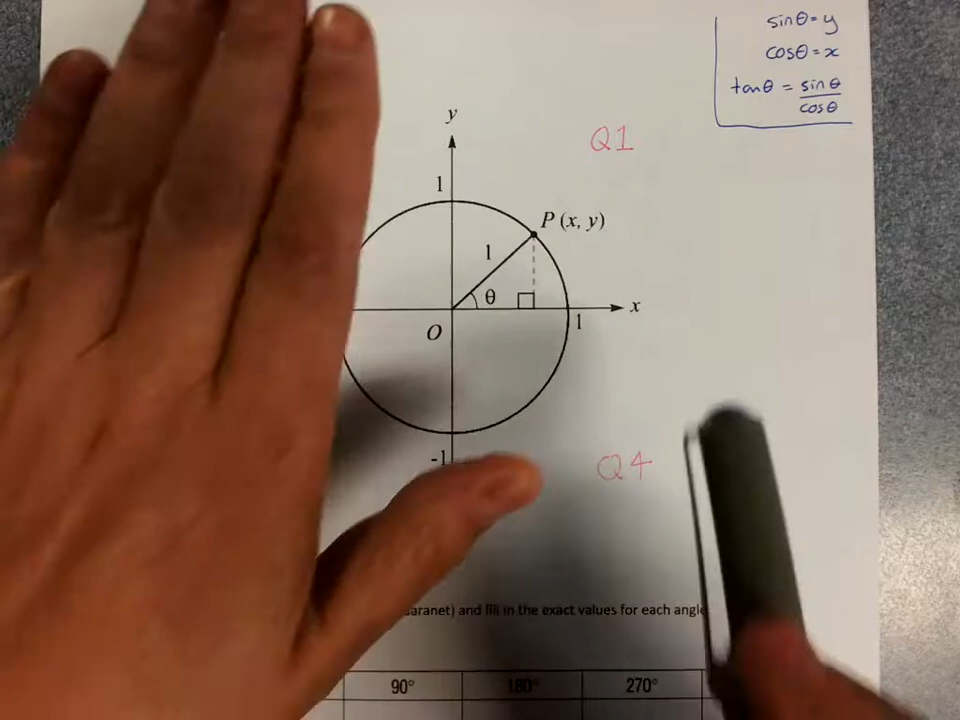 sinθ = y
cosθ = x
tanθ = sinθ
cosθ
Q1
y
1
P (x, y)
1
θ
x
O
1
-1
Q4
) and fill in the exact values for each angle
90°
180°
270°